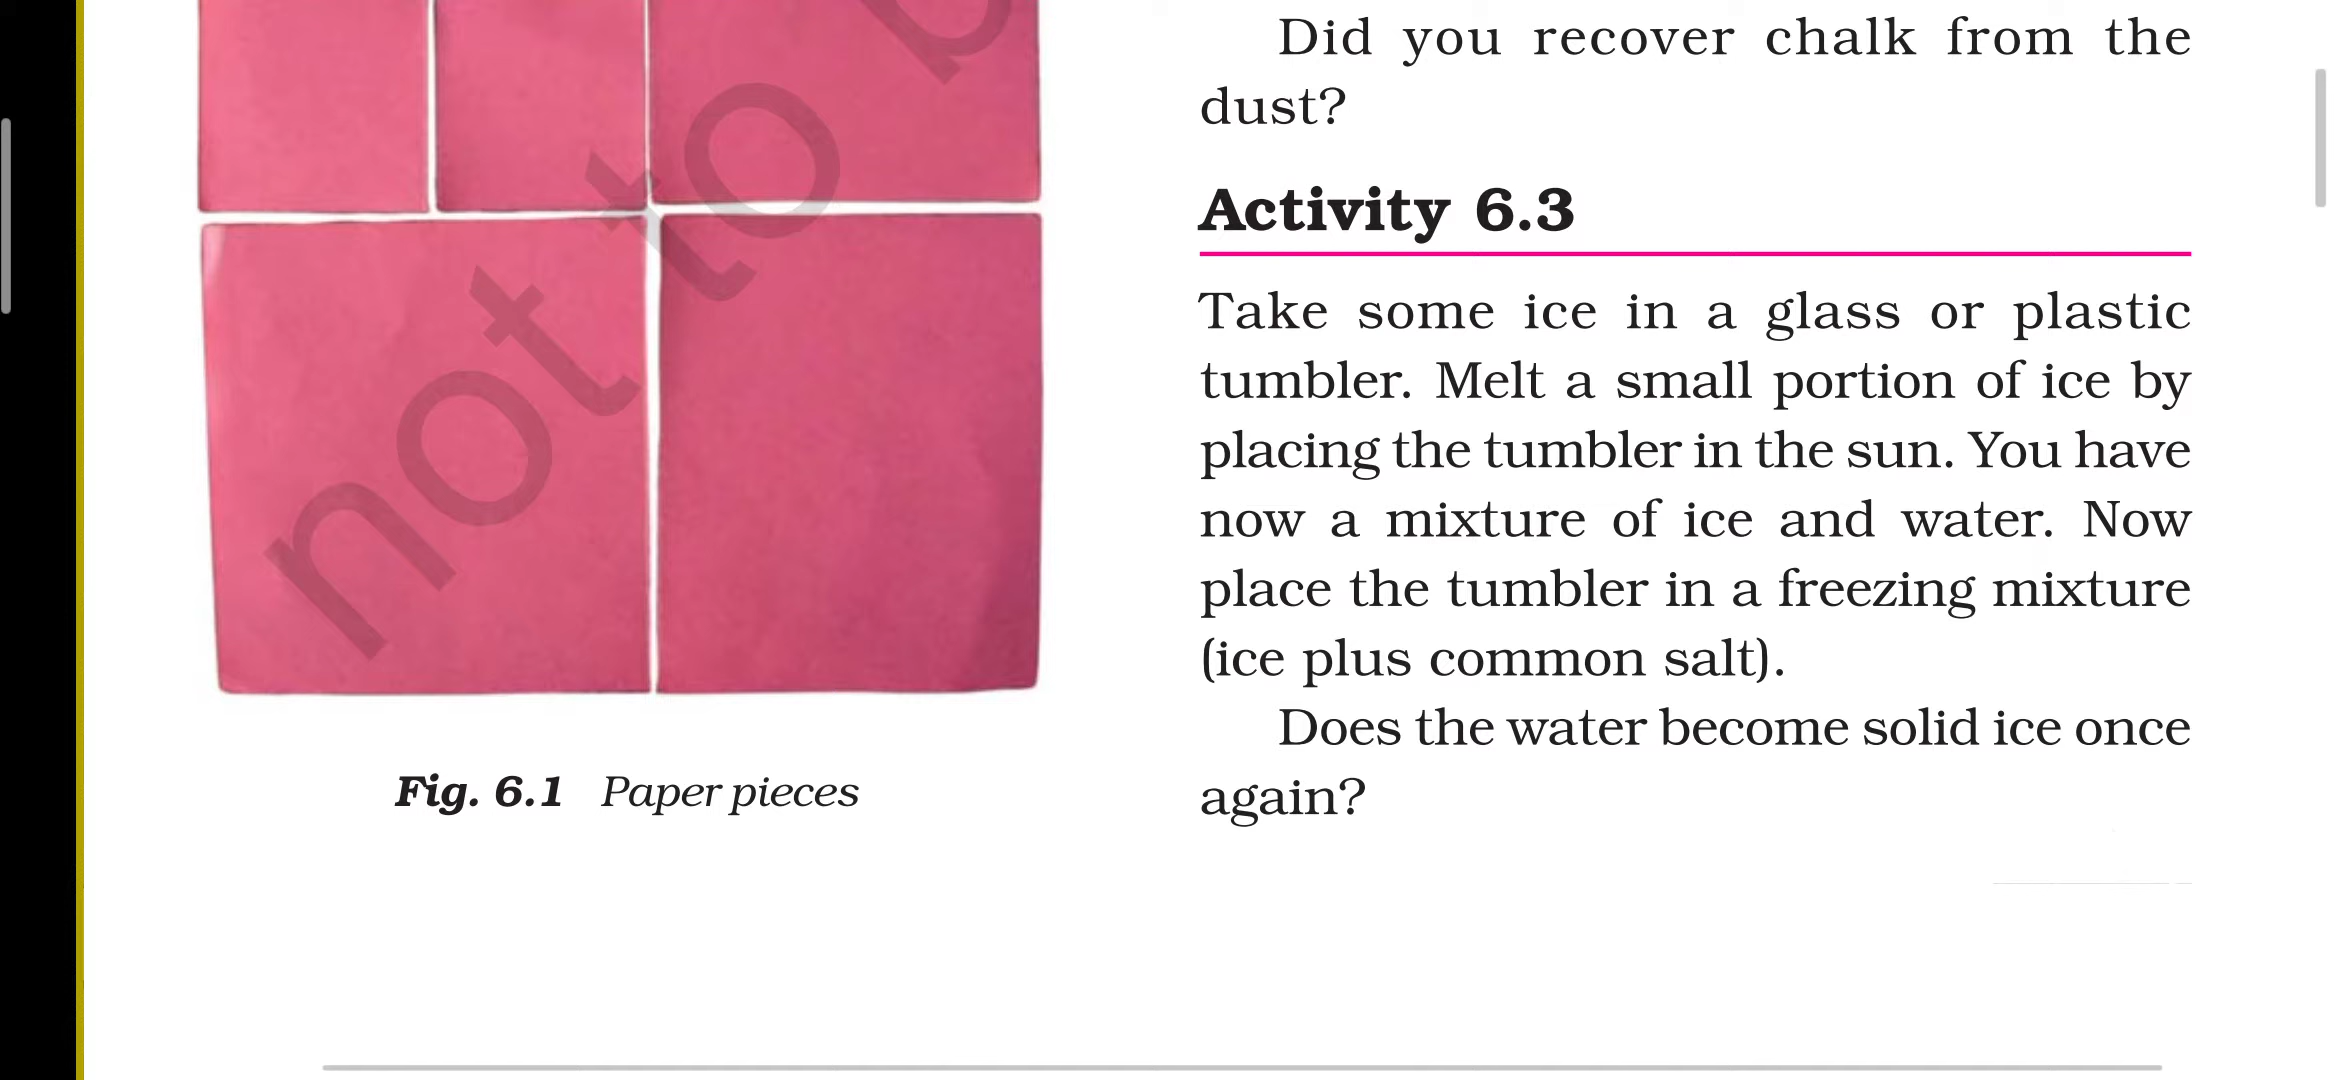 not to b
Fig. 6.1 Paper pieces
Did you recover chalk from the
dust?
Activity 6.3
Take some ice in a glass or plastic
tumbler. Melt a small portion of ice by
placing the tumbler in the sun. You have
now a mixture of ice and water. Now
place the tumbler in a freezing mixture
(ice plus common salt).
Does the water become solid ice once
again?